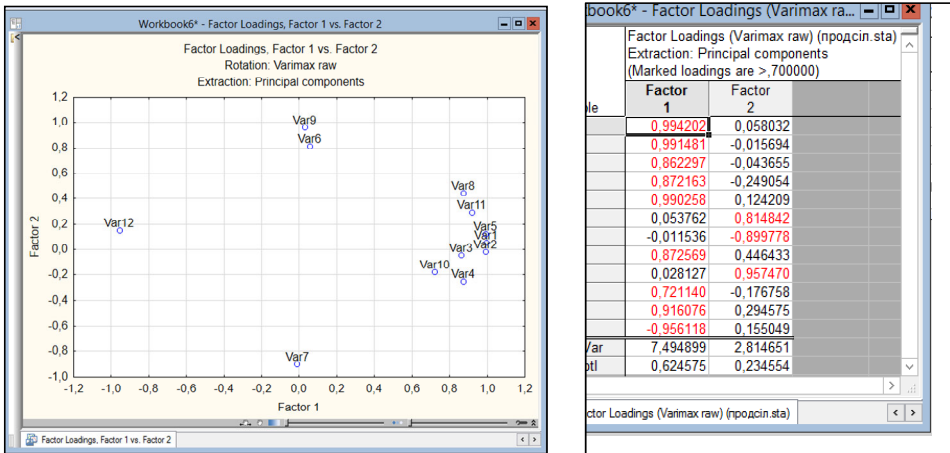 Workbook6* - Factor Loadings, Factor 1 vs. Factor 2
Factor Loadings, Factor 1 vs. Factor 2
Rotation: Varimax raw
Extraction: Principal components
1,2
1,0
0,8
0,6
0,4
0,2
0,0
-0,2
-0,4
-0,6
-0,8
-1,0
Factor 2
Var9
Var6
Var8
Var11
Var12
Var5
Var1
Var2
Var3
Var10
Var4
Var7
-1,2 -1,0 -0,8 -0,6 -0,4 -0,2 0,0 0,2 0,4 0,6 0,8 1,0 1,2
Factor 1
Factor Loadings, Factor 1 vs. Factor 2
book6* - Factor Loadings (Varimax ra...
Factor Loadings (Varimax raw) (продсіп.sta)
Extraction: Principal components
(Marked loadings are >,700000)
Factor Factor
le 1 2
0,994202 0,058032
0,991481 -0,015694
0,862297 -0,043655
0,872163 -0,249054
0,990258 0,124209
0,053762 0,814842
-0,011536 -0,899778
0,872569 0,446433
0,028127 0,957470
0,721140 -0,176758
0,916076 0,294575
-0,956118 0,155049
Var 7,494899 2,814651
otl 0,624575 0,234554
ctor Loadings (Varimax raw) (продсіп.sta)